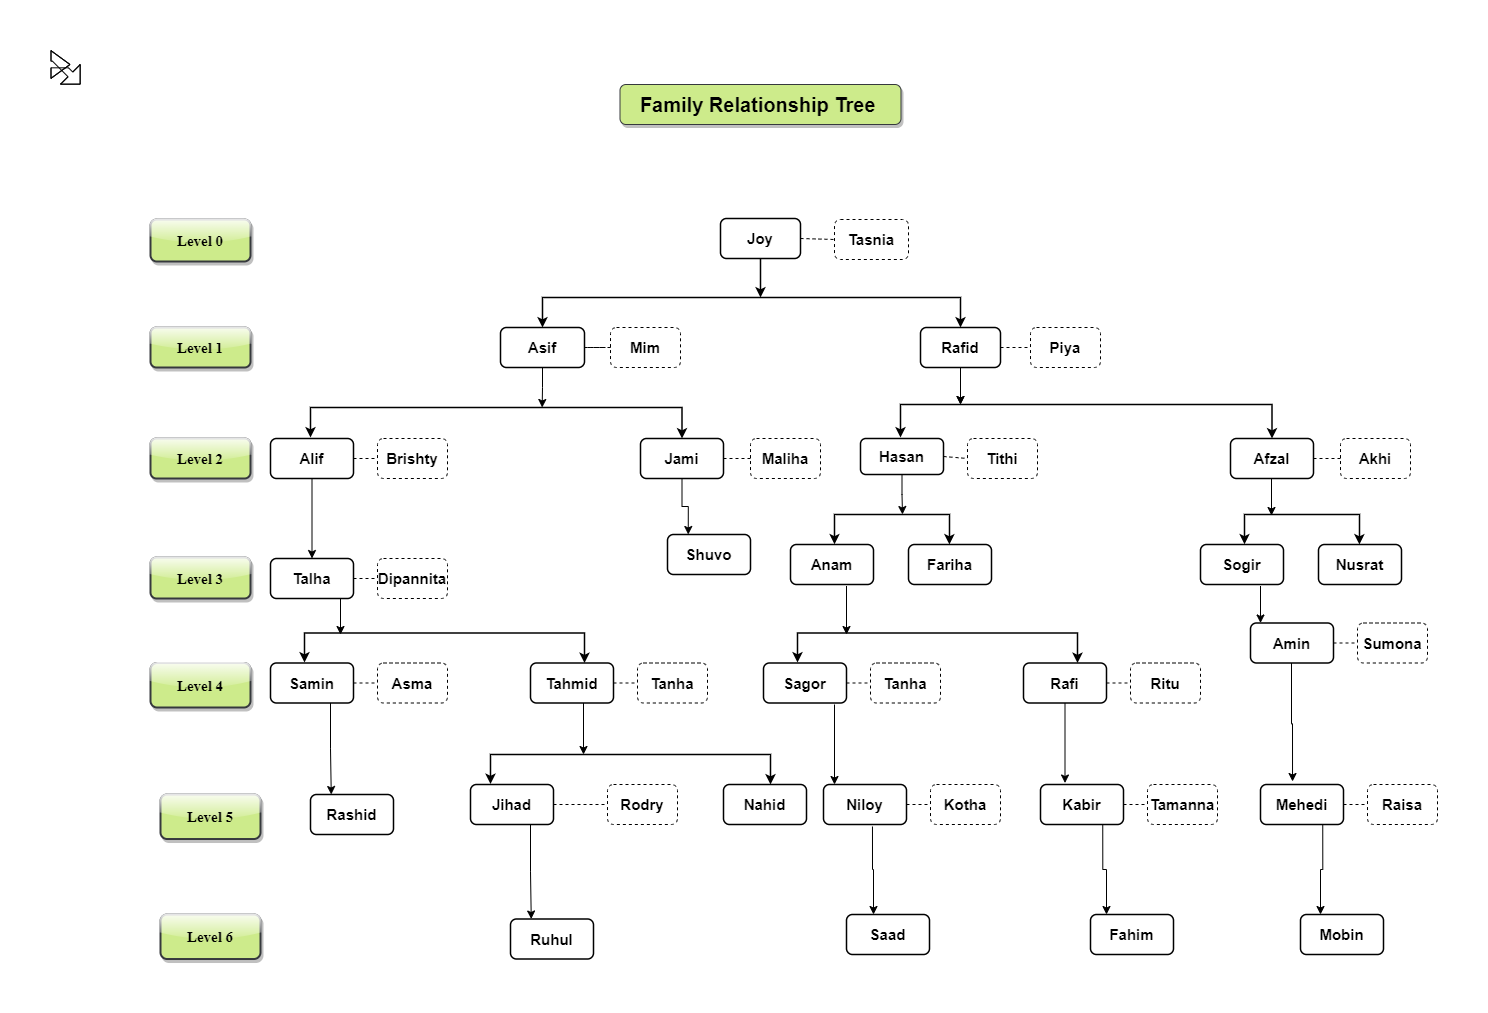 Family Relationship Tree
Level 0
Joy
Tasnia
Level 1
Asif
Mim
Rafid
Piya
Level 2
Alif
Brishty
Jami
Maliha
Hasan
Tithi
Afzal
Akhi
Shuvo
Level 3
Talha
Dipannita
Anam
Fariha
Sogir
Nusrat
Amin
Sumona
Level 4
Samin
Asma
Tahmid
Tanha
Sagor
Tanha
Rafi
Ritu
Level 5
Rashid
Jihad
Rodry
Nahid
Niloy
Kotha
Kabir
Tamanna
Mehedi
Raisa
Level 6
Ruhul
Saad
Fahim
Mobin